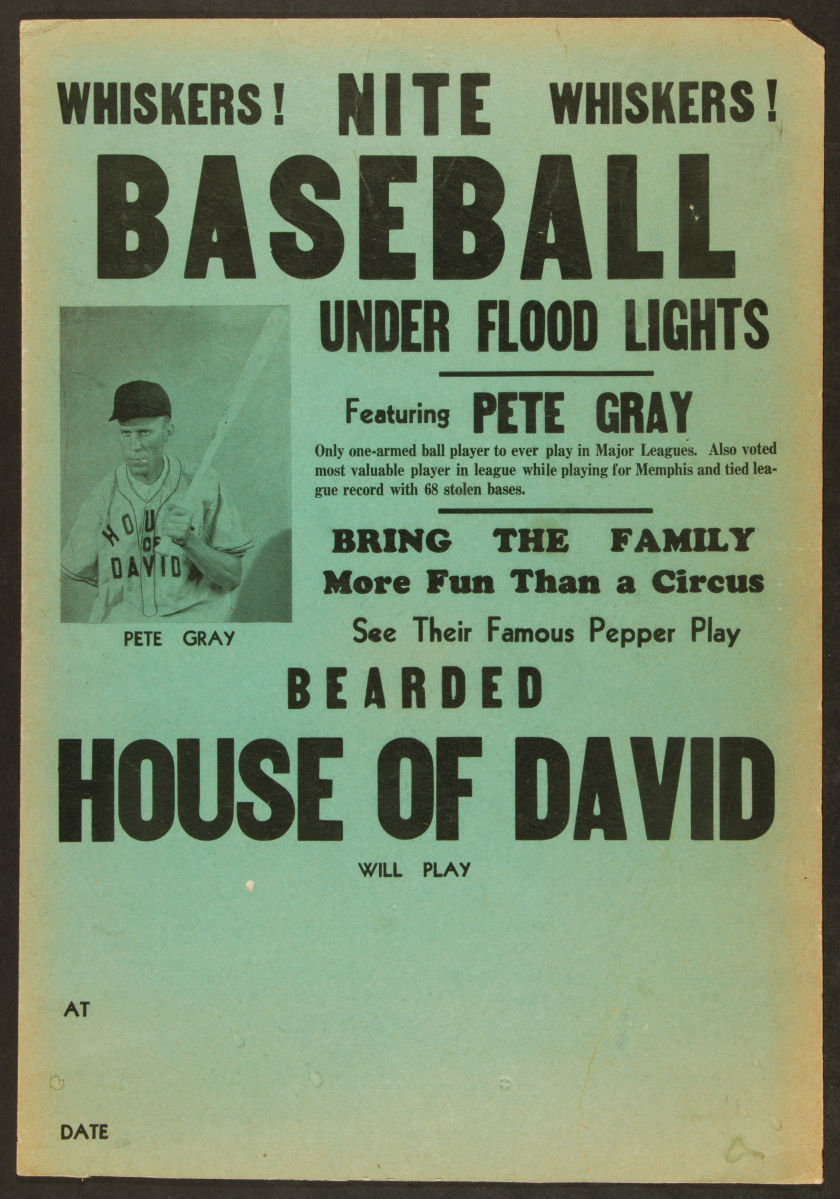 WHISKERS! NITE WHISKERS!
BASEBALL
UNDER FLOOD LIGHTS
Featuring PETE GRAY
Only one-armed ball player to ever play in Major Leagues. Also voted
most valuable player in league while playing for Memphis and tied lea-
gue record with 68 stolen bases.
BRING THE FAMILY
More Fun Than a Circus
See Their Famous Pepper Play
HOUSE
OF
DAVID
PETE GRAY
BEARDED
HOUSE OF DAVID
WILL PLAY
AT
DATE